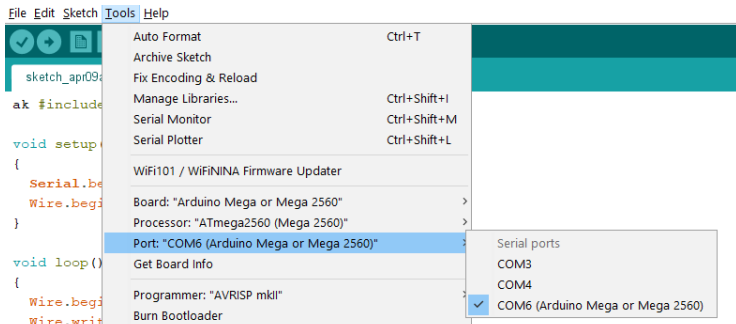 File Edit Sketch Tools Help
Auto Format Ctrl+T
Archive Sketch
Fix Encoding & Reload
Manage Libraries... Ctrl+Shift+I
Serial Monitor Ctrl+Shift+M
Serial Plotter Ctrl+Shift+L
WiFi101 / WiFiNINA Firmware Updater
Board: "Arduino Mega or Mega 2560"
Processor: "ATmega2560 (Mega 2560)"
Port: "COM6 (Arduino Mega or Mega 2560)"
Get Board Info
Programmer: "AVRISP mkII"
Burn Bootloader
Serial ports
COM3
COM4
COM6 (Arduino Mega or Mega 2560)
sketch_apr09a
ak #include
void setup(
{
Serial.be
Wire.begi
}
void loop()
{
Wire.begi
Wire.writ